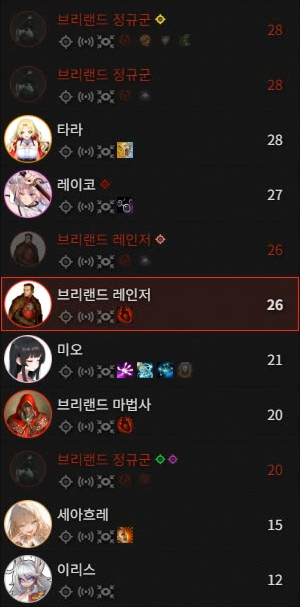 브리랜드 정규군 28
브리랜드 정규군 28
타라 28
레이코 27
브리랜드 레인저 26
브리랜드 레인저 26
미오 21
브리랜드 마법사 20
브리랜드 정규군 20
세아흐레 15
이리스 12